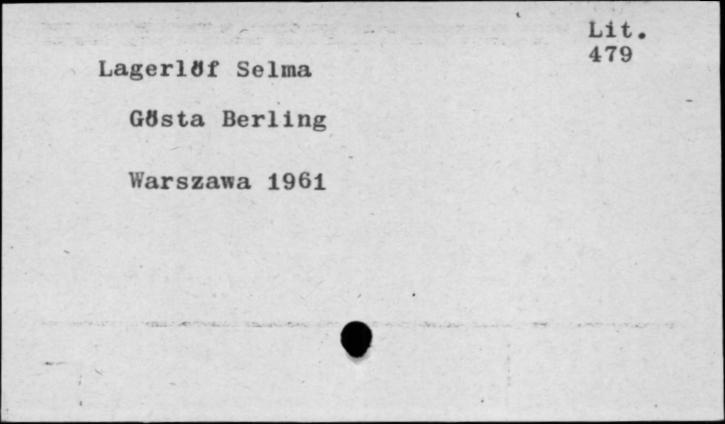 Lit.
479
Lagerlöf Selma
Gösta Berling
Warszawa 1961